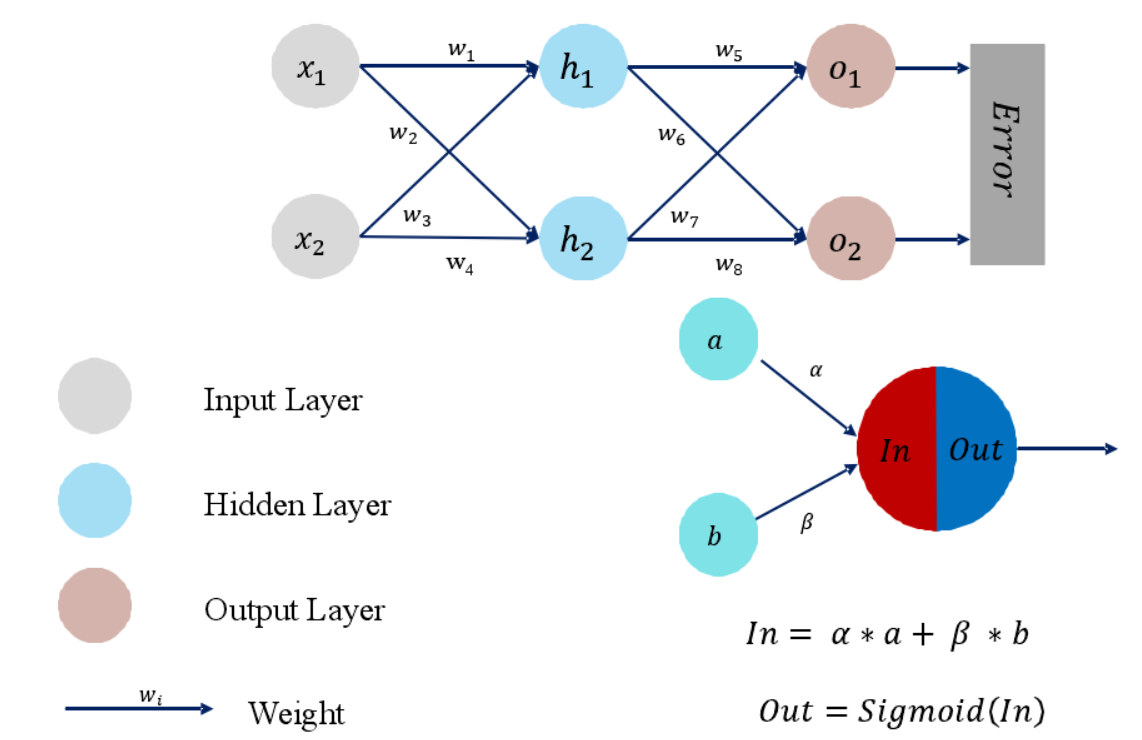 x₁ w₁ h₁ w₅ o₁
w₂ w₆ Error
w₃ w₇
x₂ h₂ o₂
w₄ w₈
a
α
Input Layer
In Out
Hidden Layer
β
b
Output Layer
In = α * a + β * b
wᵢ
Weight
Out = Sigmoid(In)